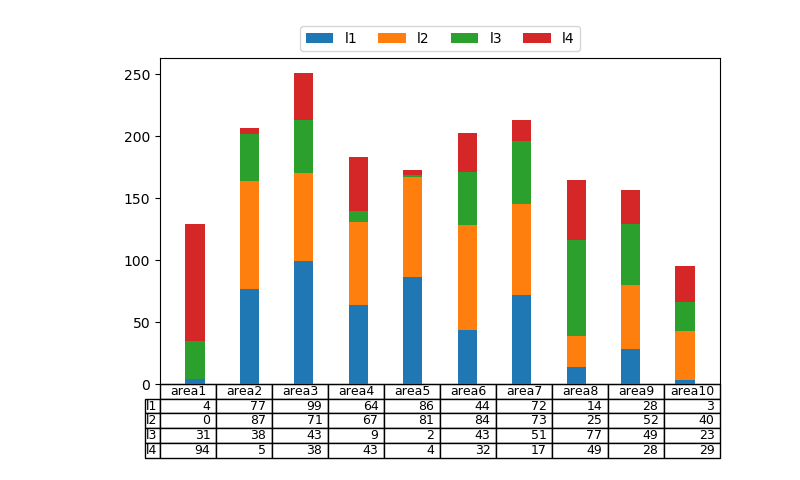 l1 l2 l3 l4
250
200
150
100
50
0
area1 area2 area3 area4 area5 area6 area7 area8 area9 area10
l1 4 77 99 64 86 44 72 14 28 3
l2 0 87 71 67 81 84 73 25 52 40
l3 31 38 43 9 2 43 51 77 49 23
l4 94 5 38 43 4 32 17 49 28 29